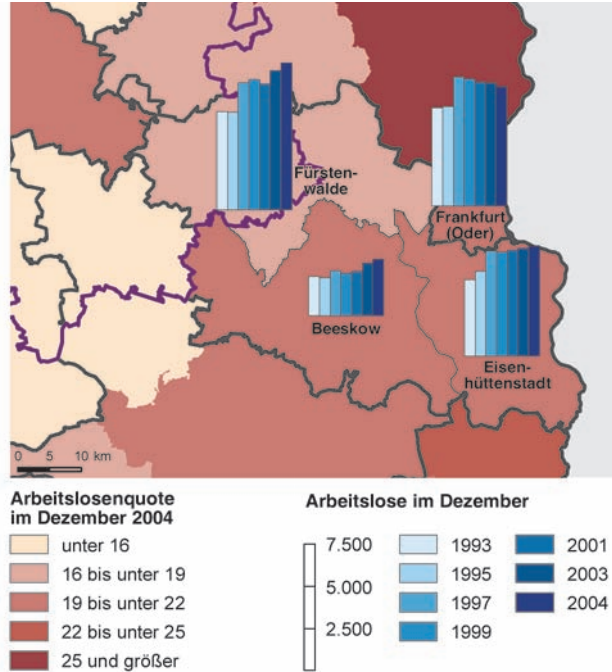 Fürsten-
walde
Frankfurt
(Oder)
Beeskow
Eisen-
hüttenstadt
0 5 10 km
Arbeitslosenquote
im Dezember 2004
unter 16
16 bis unter 19
19 bis unter 22
22 bis unter 25
25 und größer
Arbeitslose im Dezember
7.500
5.000
2.500
1993
1995
1997
1999
2001
2003
2004